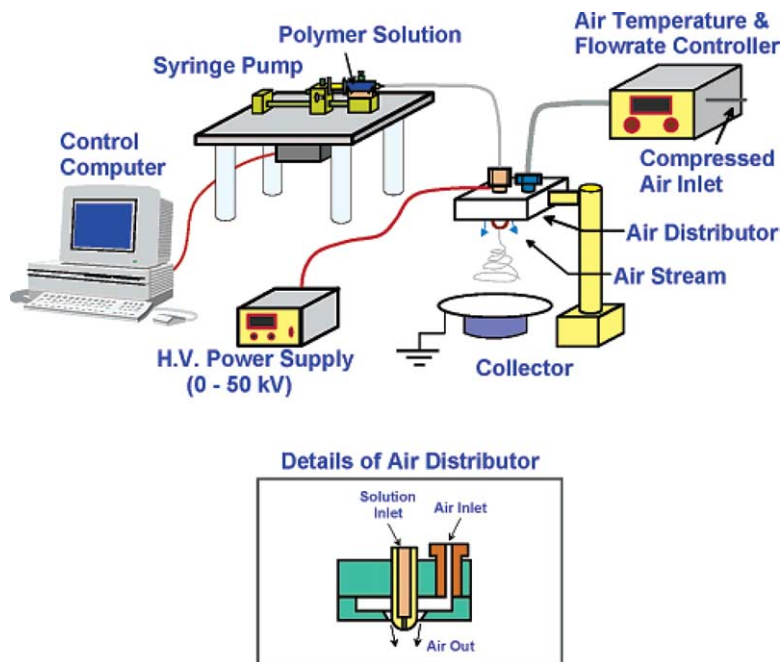 Air Temperature &
Flowrate Controller
Polymer Solution
Syringe Pump
Control
Computer
Compressed
Air Inlet
Air Distributor
Air Stream
H.V. Power Supply
(0 - 50 kV)
Collector
Details of Air Distributor
Solution
Inlet
Air Inlet
Air Out